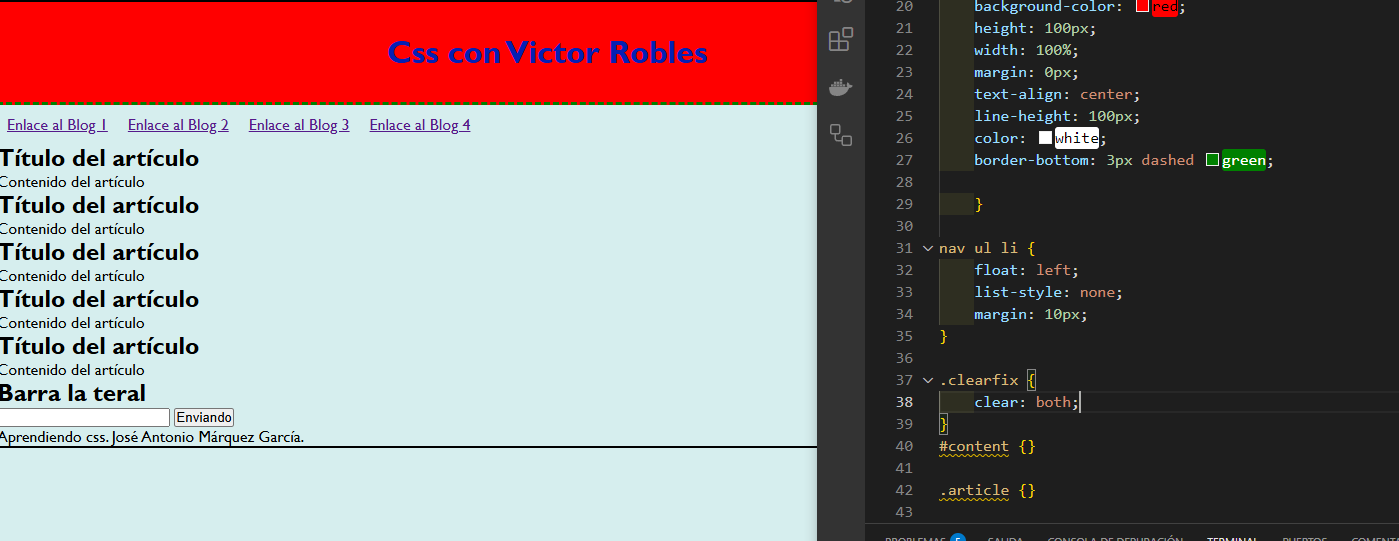 Css con Victor Robles
Enlace al Blog 1 Enlace al Blog 2 Enlace al Blog 3 Enlace al Blog 4
Título del artículo
Contenido del artículo
Título del artículo
Contenido del artículo
Título del artículo
Contenido del artículo
Título del artículo
Contenido del artículo
Título del artículo
Contenido del artículo
Barra la teral
Enviando
Aprendiendo css. José Antonio Márquez García.
20 background-color: red;
21 height: 100px;
22 width: 100%;
23 margin: 0px;
24 text-align: center;
25 line-height: 100px;
26 color: white;
27 border-bottom: 3px dashed green;
28
29 }
30
31 nav ul li {
32 float: left;
33 list-style: none;
34 margin: 10px;
35 }
36
37 .clearfix {
38 clear: both;
39 }
40 #content {}
41
42 .article {}
43
PROBLEMAS 5 SALIDA CONSOLA DE DEPURACIÓN TERMINAL PUERTOS COMENT